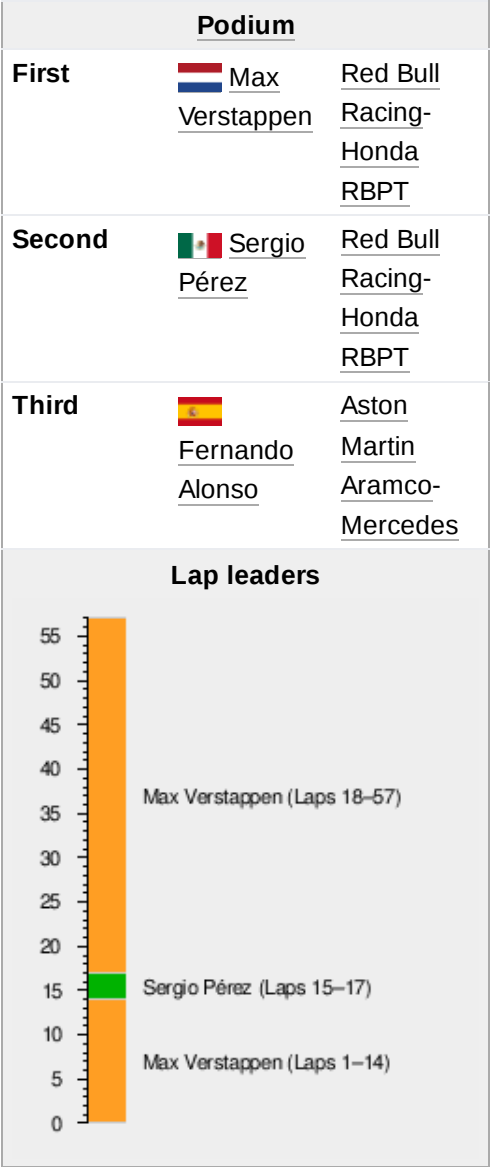 Podium
First
Max
Verstappen
Red Bull
Racing-
Honda
RBPT
Second
Sergio
Pérez
Red Bull
Racing-
Honda
RBPT
Third
Fernando
Alonso
Aston
Martin
Aramco-
Mercedes
Lap leaders
55
50
45
40
Max Verstappen (Laps 18–57)
35
30
25
20
15
Sergio Pérez (Laps 15–17)
10
Max Verstappen (Laps 1–14)
5
0